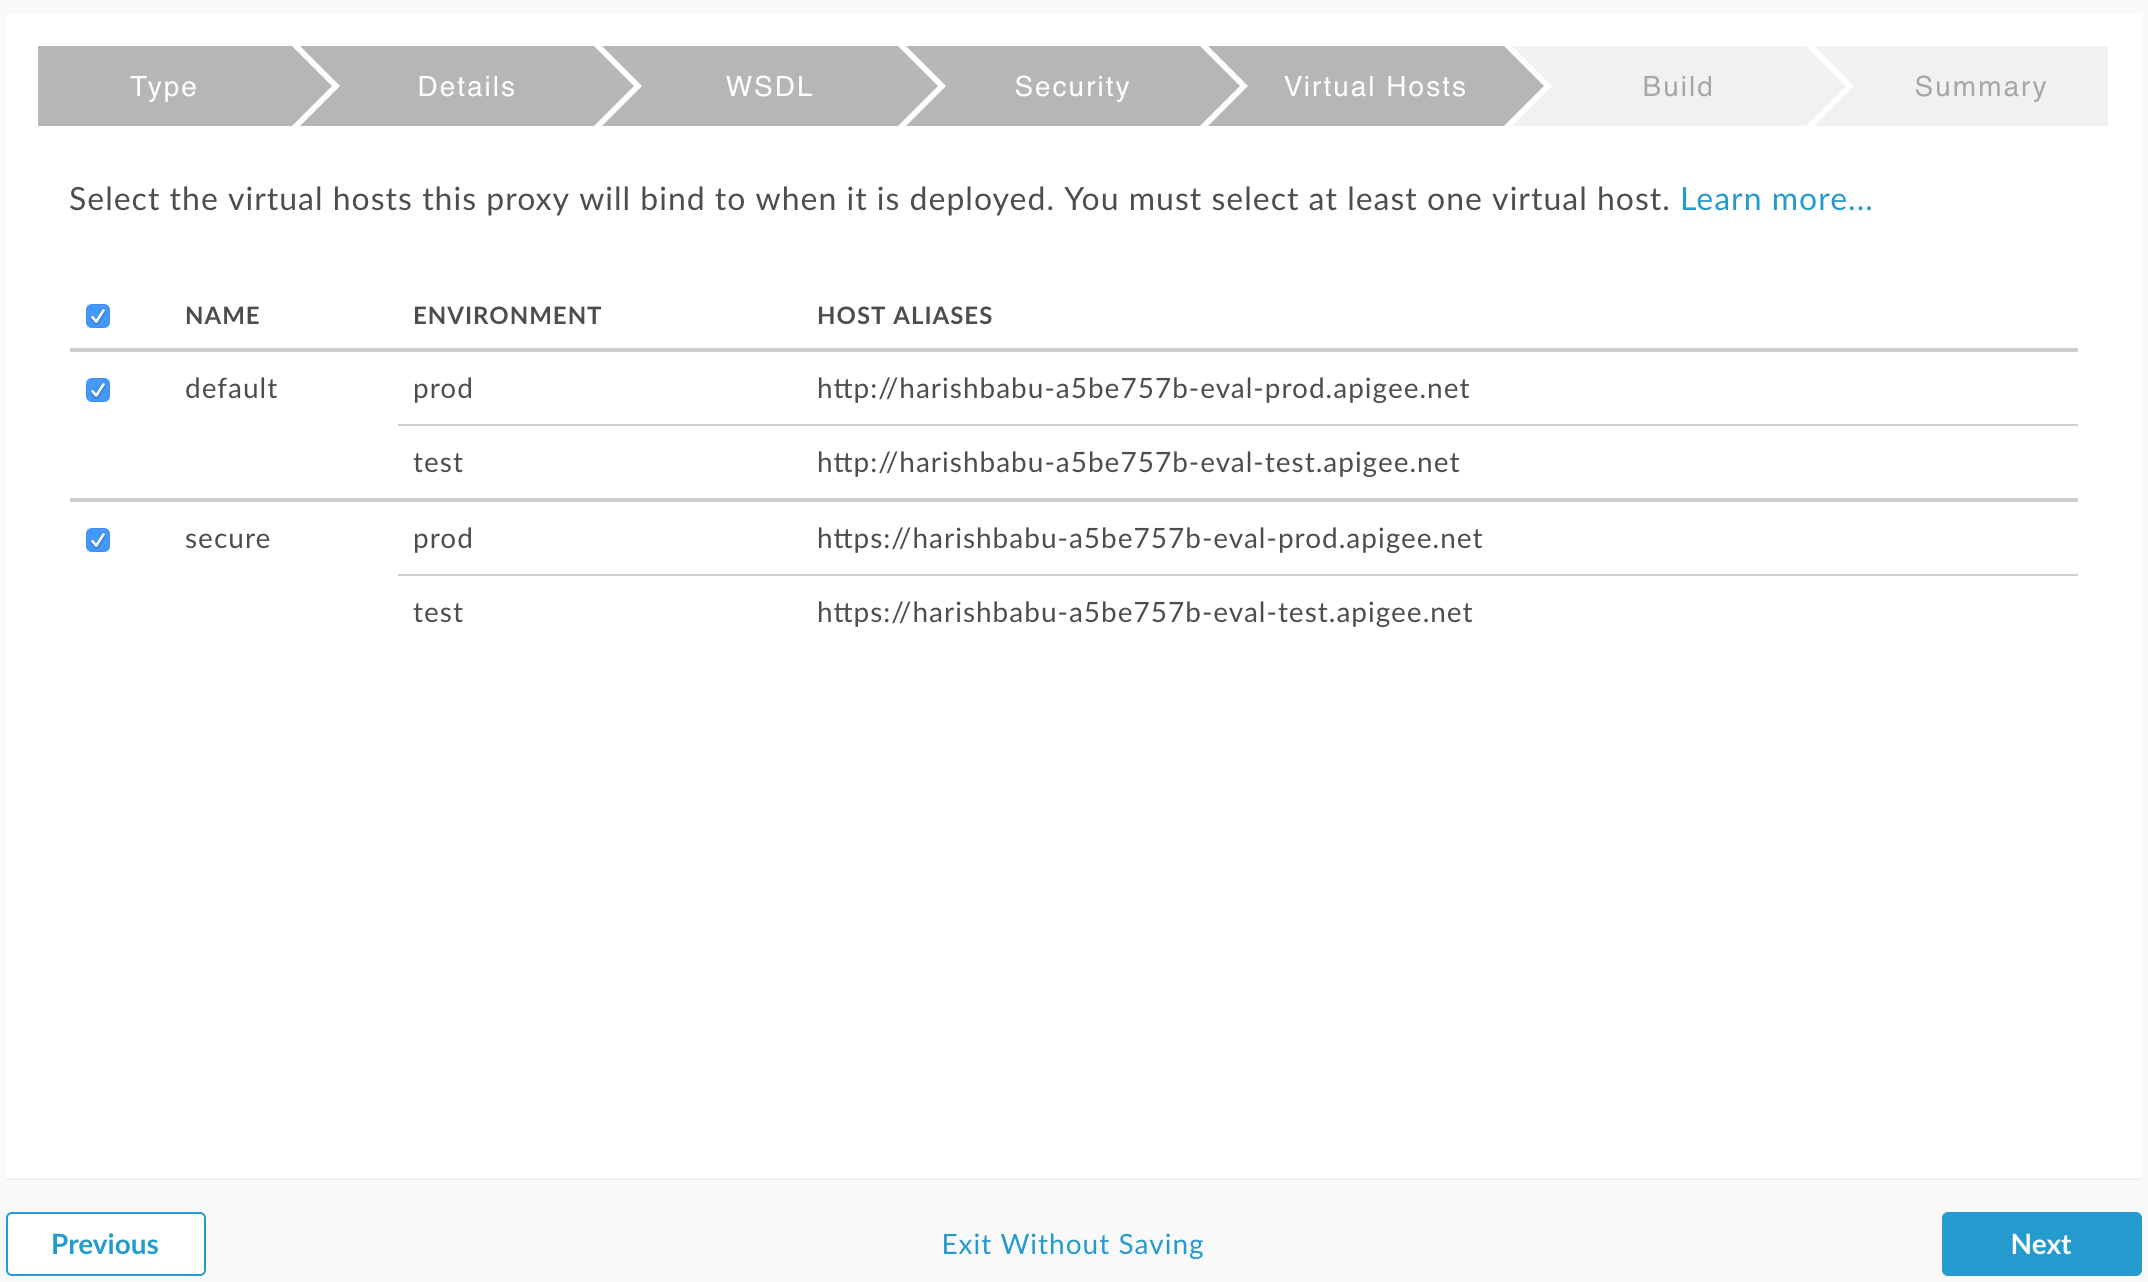 Type Details WSDL Security Virtual Hosts Build Summary
Select the virtual hosts this proxy will bind to when it is deployed. You must select at least one virtual host. Learn more...
NAME ENVIRONMENT HOST ALIASES
default prod http://harishbabu-a5be757b-eval-prod.apigee.net
test http://harishbabu-a5be757b-eval-test.apigee.net
secure prod https://harishbabu-a5be757b-eval-prod.apigee.net
test https://harishbabu-a5be757b-eval-test.apigee.net
Previous Exit Without Saving Next